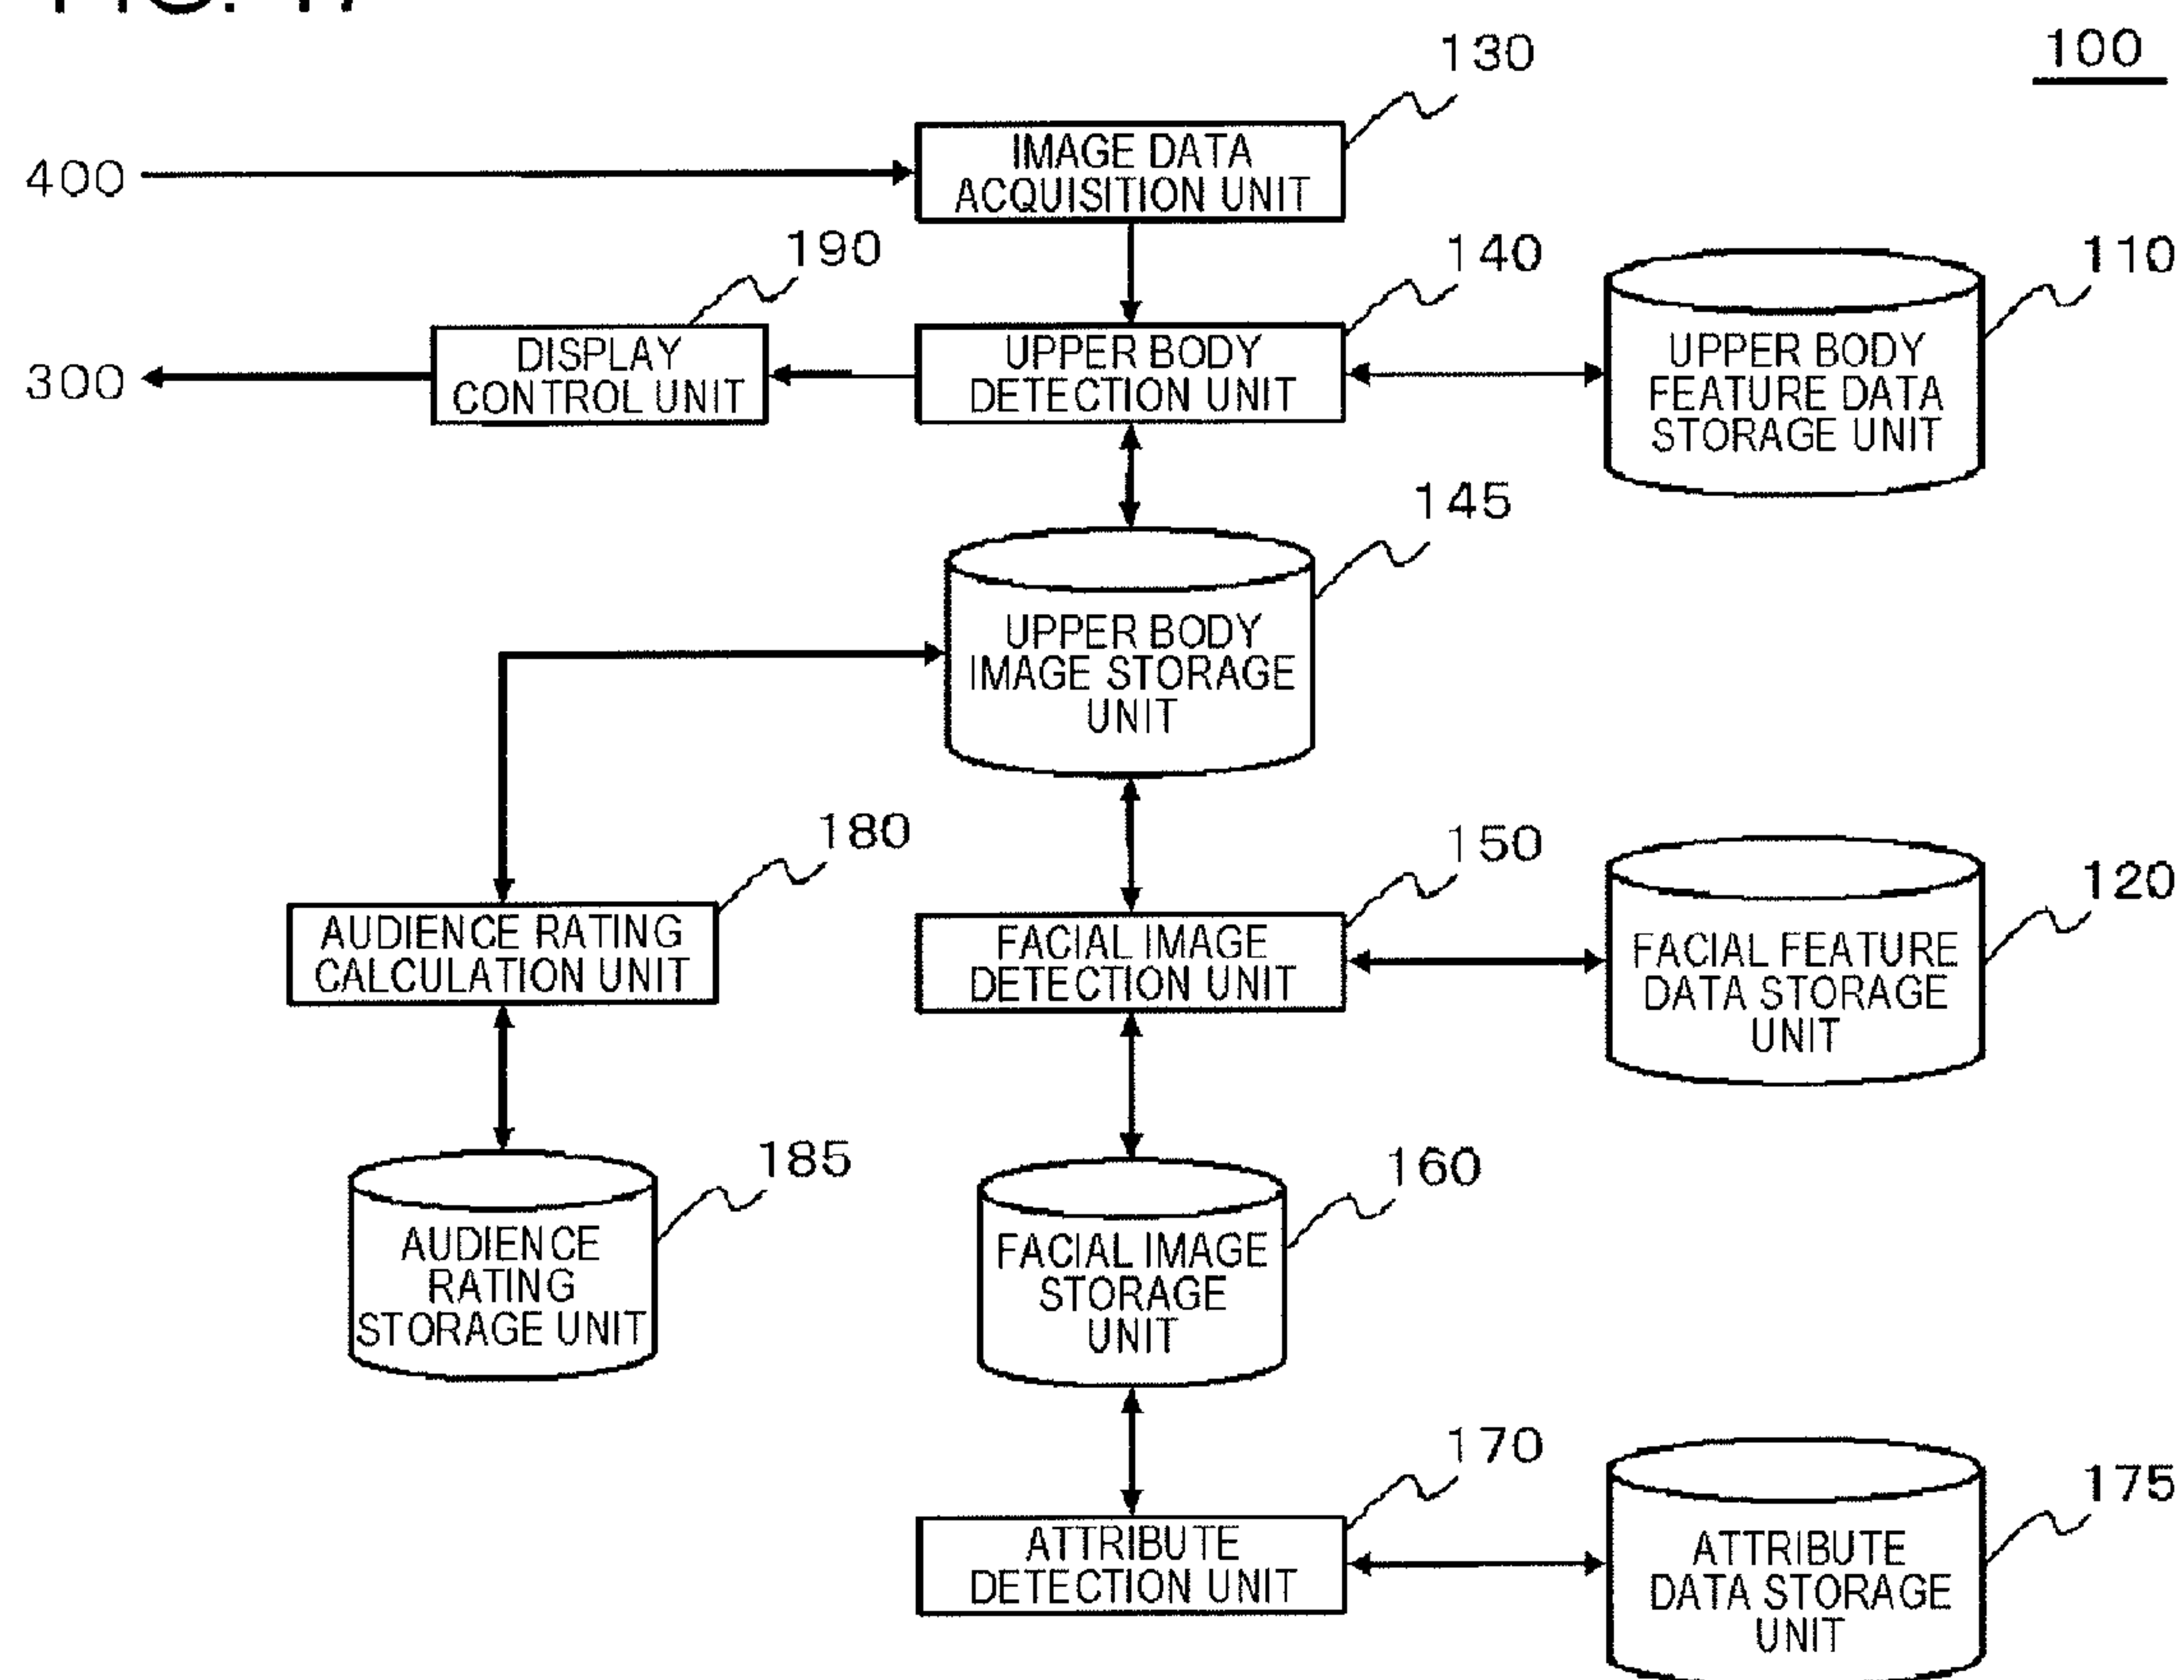 130
100
IMAGE DATA
ACQUISITION UNIT
400
190
140
110
DISPLAY
CONTROL UNIT
UPPER BODY
DETECTION UNIT
UPPER BODY
FEATURE DATA
STORAGE UNIT
300
145
UPPER BODY
IMAGE STORAGE
UNIT
180
150
120
AUDIENCE RATING
CALCULATION UNIT
FACIAL IMAGE
DETECTION UNIT
FACIAL FEATURE
DATA STORAGE
UNIT
185
160
AUDIENCE
RATING
STORAGE UNIT
FACIAL IMAGE
STORAGE
UNIT
170
175
ATTRIBUTE
DETECTION UNIT
ATTRIBUTE
DATA STORAGE
UNIT